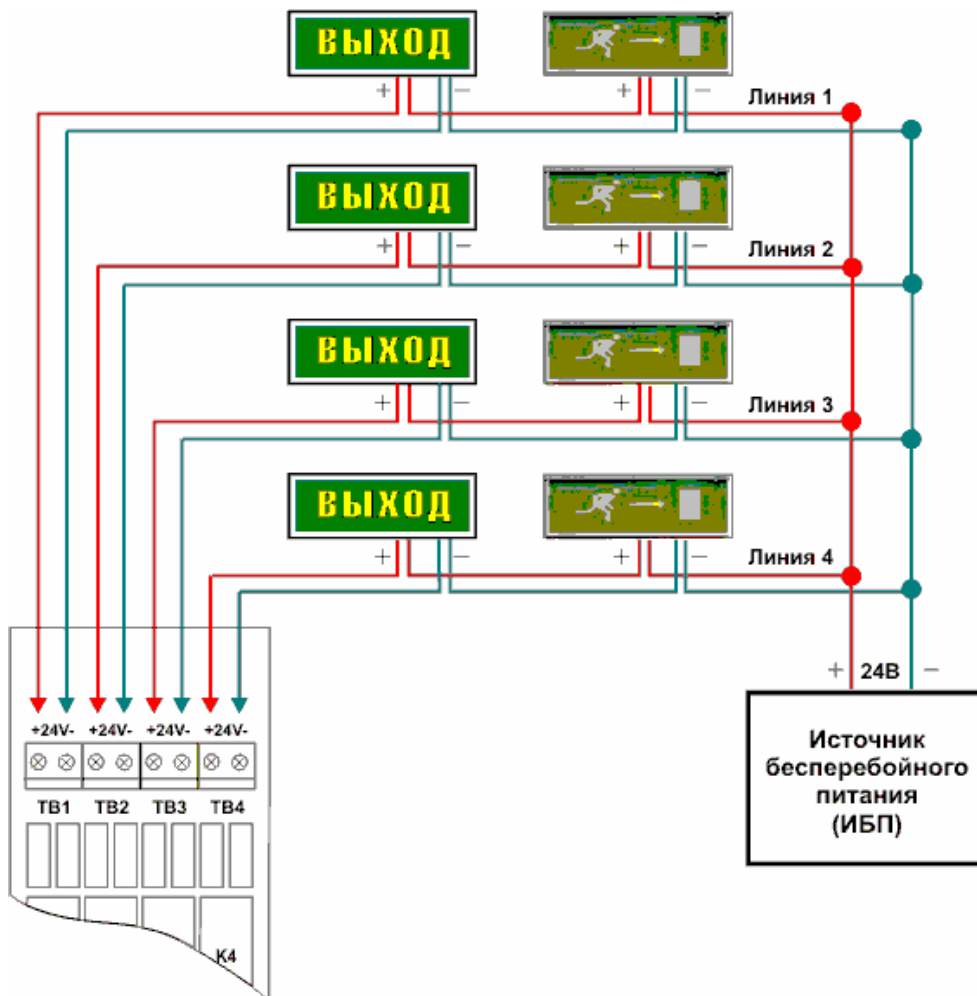 ВЫХОД
+ − + −
Линия 1
ВЫХОД
+ − + −
Линия 2
ВЫХОД
+ − + −
Линия 3
ВЫХОД
+ − + −
Линия 4
+ 24В −
Источник
бесперебойного
питания
(ИБП)
+24V- +24V- +24V- +24V-
TB1 TB2 TB3 TB4
K4